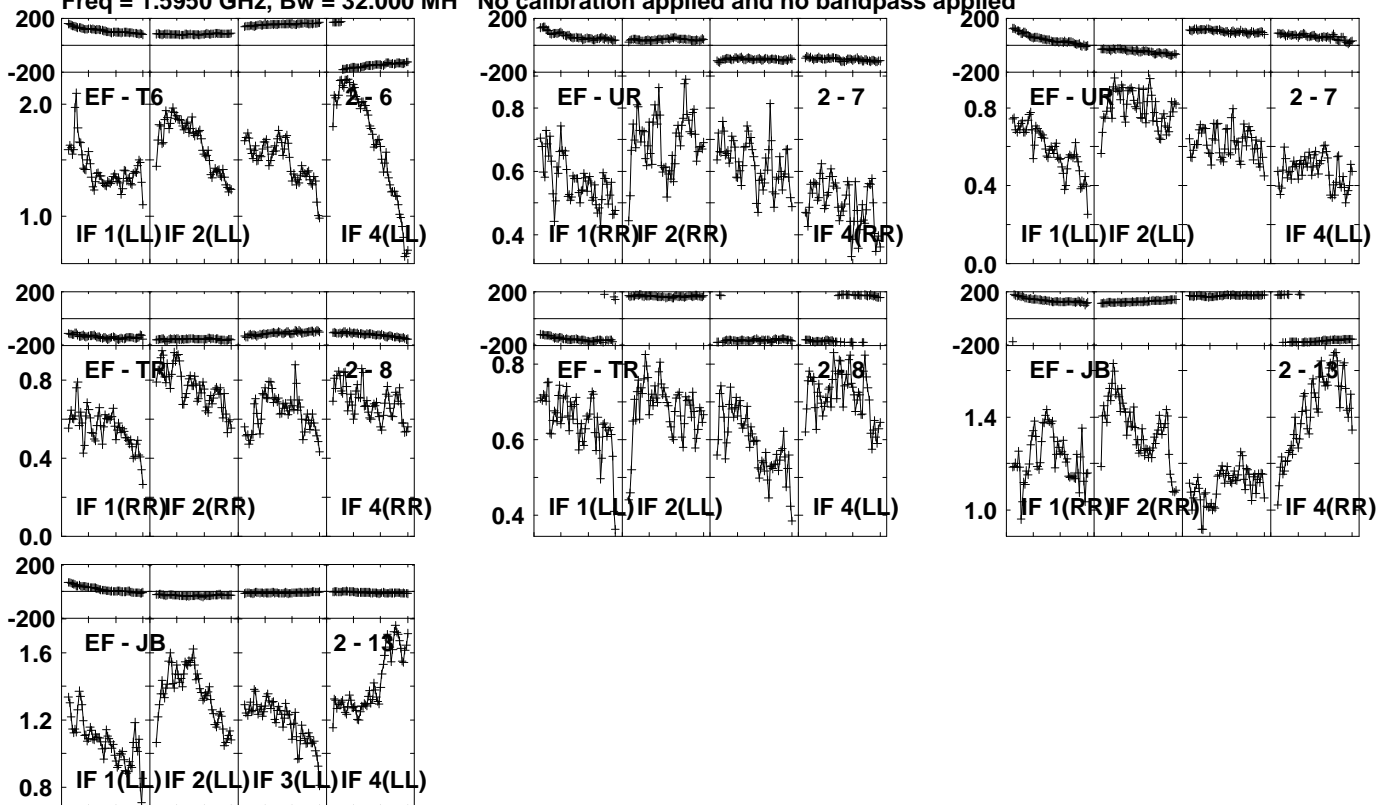 Freq = 1.5950 GHz, Bw = 32.000 MH No calibration applied and no bandpass applied
200
-200
EF - T6 2 - 6
2.0
1.0
IF 1(LL) IF 2(LL) IF 4(LL)
200
-200
EF - UR 2 - 7
0.8
0.6
0.4
IF 1(RR) IF 2(RR) IF 4(RR)
200
-200
EF - UR 2 - 7
0.8
0.4
0.0
IF 1(LL) IF 2(LL) IF 4(LL)
200
-200
EF - TR 2 - 8
0.8
0.4
0.0
IF 1(RR) IF 2(RR) IF 4(RR)
200
-200
EF - TR 2 - 8
0.8
0.6
0.4
IF 1(LL) IF 2(LL) IF 4(LL)
200
-200
EF - JB 2 - 13
1.4
1.0
IF 1(RR) IF 2(RR) IF 4(RR)
200
-200
EF - JB 2 - 13
1.6
1.2
0.8
IF 1(LL) IF 2(LL) IF 3(LL) IF 4(LL)